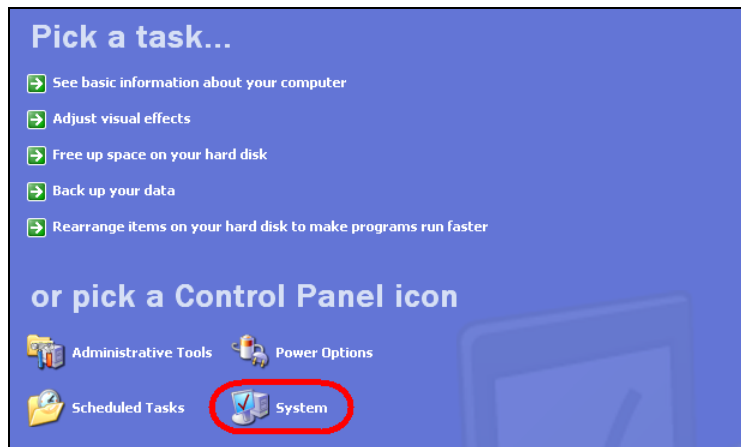 Pick a task...
See basic information about your computer
Adjust visual effects
Free up space on your hard disk
Back up your data
Rearrange items on your hard disk to make programs run faster
or pick a Control Panel icon
Administrative Tools Power Options
Scheduled Tasks System